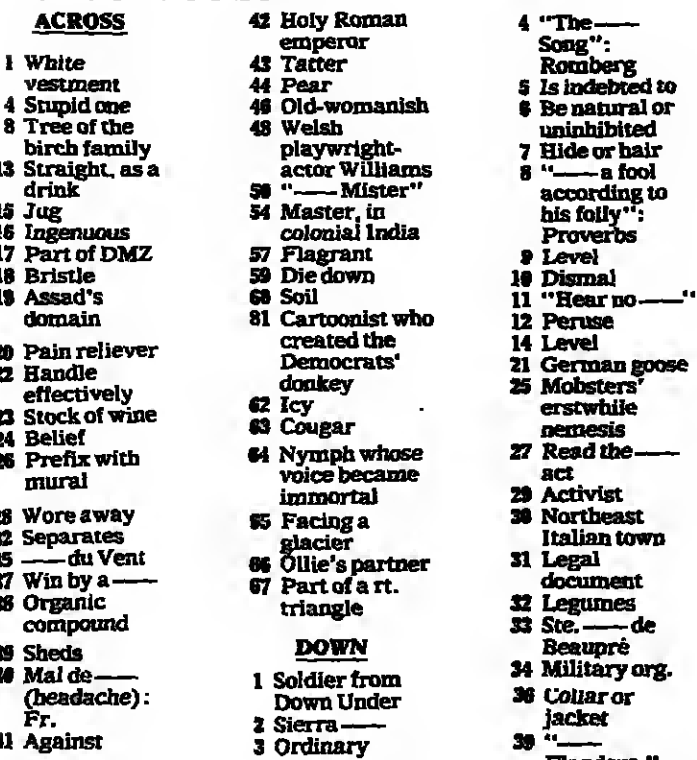 ACROSS
1 White
vestment
4 Stupid one
8 Tree of the
birch family
13 Straight, as a
drink
15 Jug
16 Ingenuous
17 Part of DMZ
18 Bristle
19 Assad's
domain
20 Pain reliever
22 Handle
effectively
23 Stock of wine
24 Belief
26 Prefix with
mural
28 Wore away
32 Separates
35 —— du Vent
37 Win by a ——
38 Organic
compound
39 Sheds
40 Mal de ——
(headache):
Fr.
41 Against
42 Holy Roman
emperor
43 Tatter
44 Pear
46 Old-womanish
48 Welsh
playwright-
actor Williams
50 "—— Mister"
54 Master, in
colonial India
57 Flagrant
59 Die down
60 Soil
81 Cartoonist who
created the
Democrats'
donkey
62 Icy
63 Cougar
64 Nymph whose
voice became
immortal
65 Facing a
glacier
66 Ollie's partner
67 Part of a rt.
triangle
DOWN
1 Soldier from
Down Under
2 Sierra ——
3 Ordinary
4 "The ——
Song":
Romberg
5 Is indebted to
6 Be natural or
uninhibited
7 Hide or hair
8 "—— a fool
according to
his folly":
Proverbs
9 Level
10 Dismal
11 "Hear no ——"
12 Peruse
14 Level
21 German goose
25 Mobsters'
erstwhile
nemesis
27 Read the ——
act
29 Activist
30 Northeast
Italian town
31 Legal
document
32 Legumes
33 Ste. —— de
Beaupré
34 Military org.
36 Collar or
jacket
39 "——